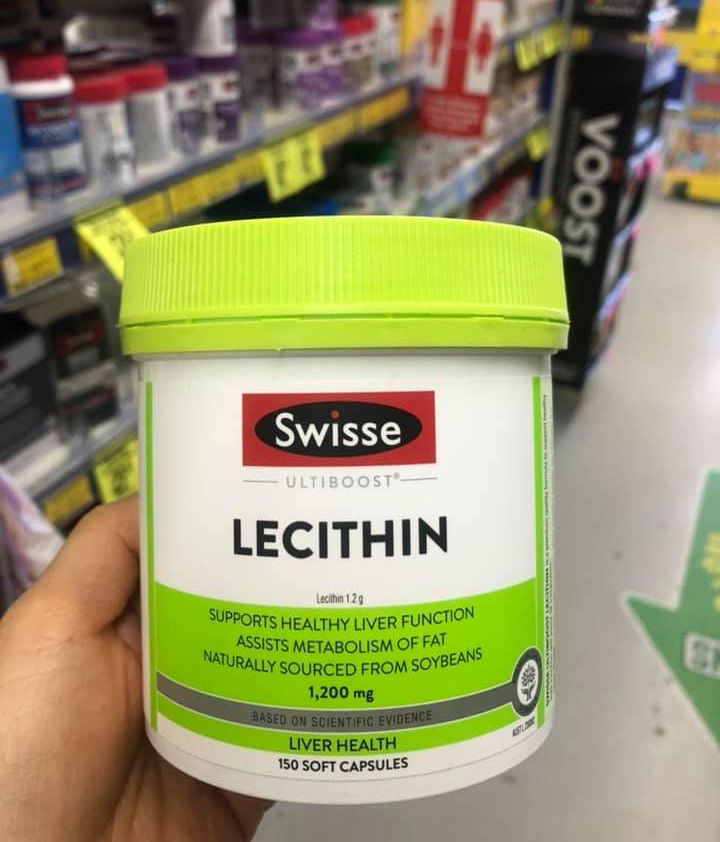 VOOST
Swisse
ULTIBOOST®
LECITHIN
Lecithin 1.2 g
SUPPORTS HEALTHY LIVER FUNCTION
ASSISTS METABOLISM OF FAT
NATURALLY SOURCED FROM SOYBEANS
1,200 mg
BASED ON SCIENTIFIC EVIDENCE
LIVER HEALTH
150 SOFT CAPSULES